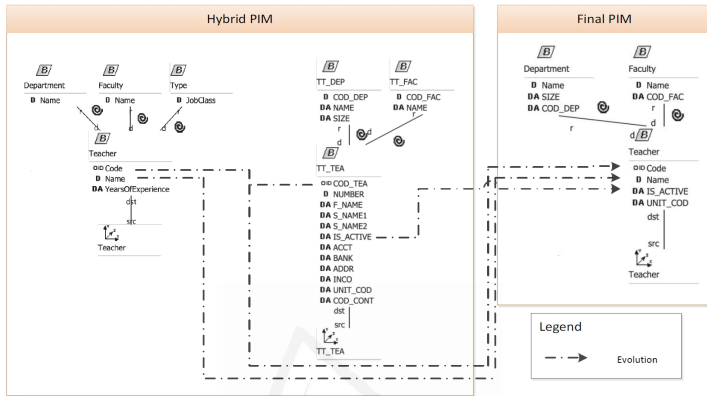 Hybrid PIM
Final PIM
B
B
B
Department
Faculty
Type
D Name
D Name
D JobClass
r
r
r
d
d
d
B
Teacher
OID Code
D Name
DA YearsOfExperience
dst
src
Teacher
B
B
TT_DEP
TT_FAC
D COD_DEP
D COD_FAC
DA NAME
DA NAME
DA SIZE
r
r
d
d
B
TT_TEA
OID COD_TEA
D NUMBER
DA F_NAME
DA S_NAME1
DA S_NAME2
DA IS_ACTIVE
DA ACCT
DA BANK
DA ADDR
DA INCO
DA UNIT_COD
DA COD_CONT
dst
src
TT_TEA
B
B
Department
Faculty
D Name
D Name
DA SIZE
DA COD_FAC
DA COD_DEP
r
r
d
d
B
Teacher
OID Code
D Name
DA IS_ACTIVE
DA UNIT_COD
dst
src
Teacher
Legend
Evolution